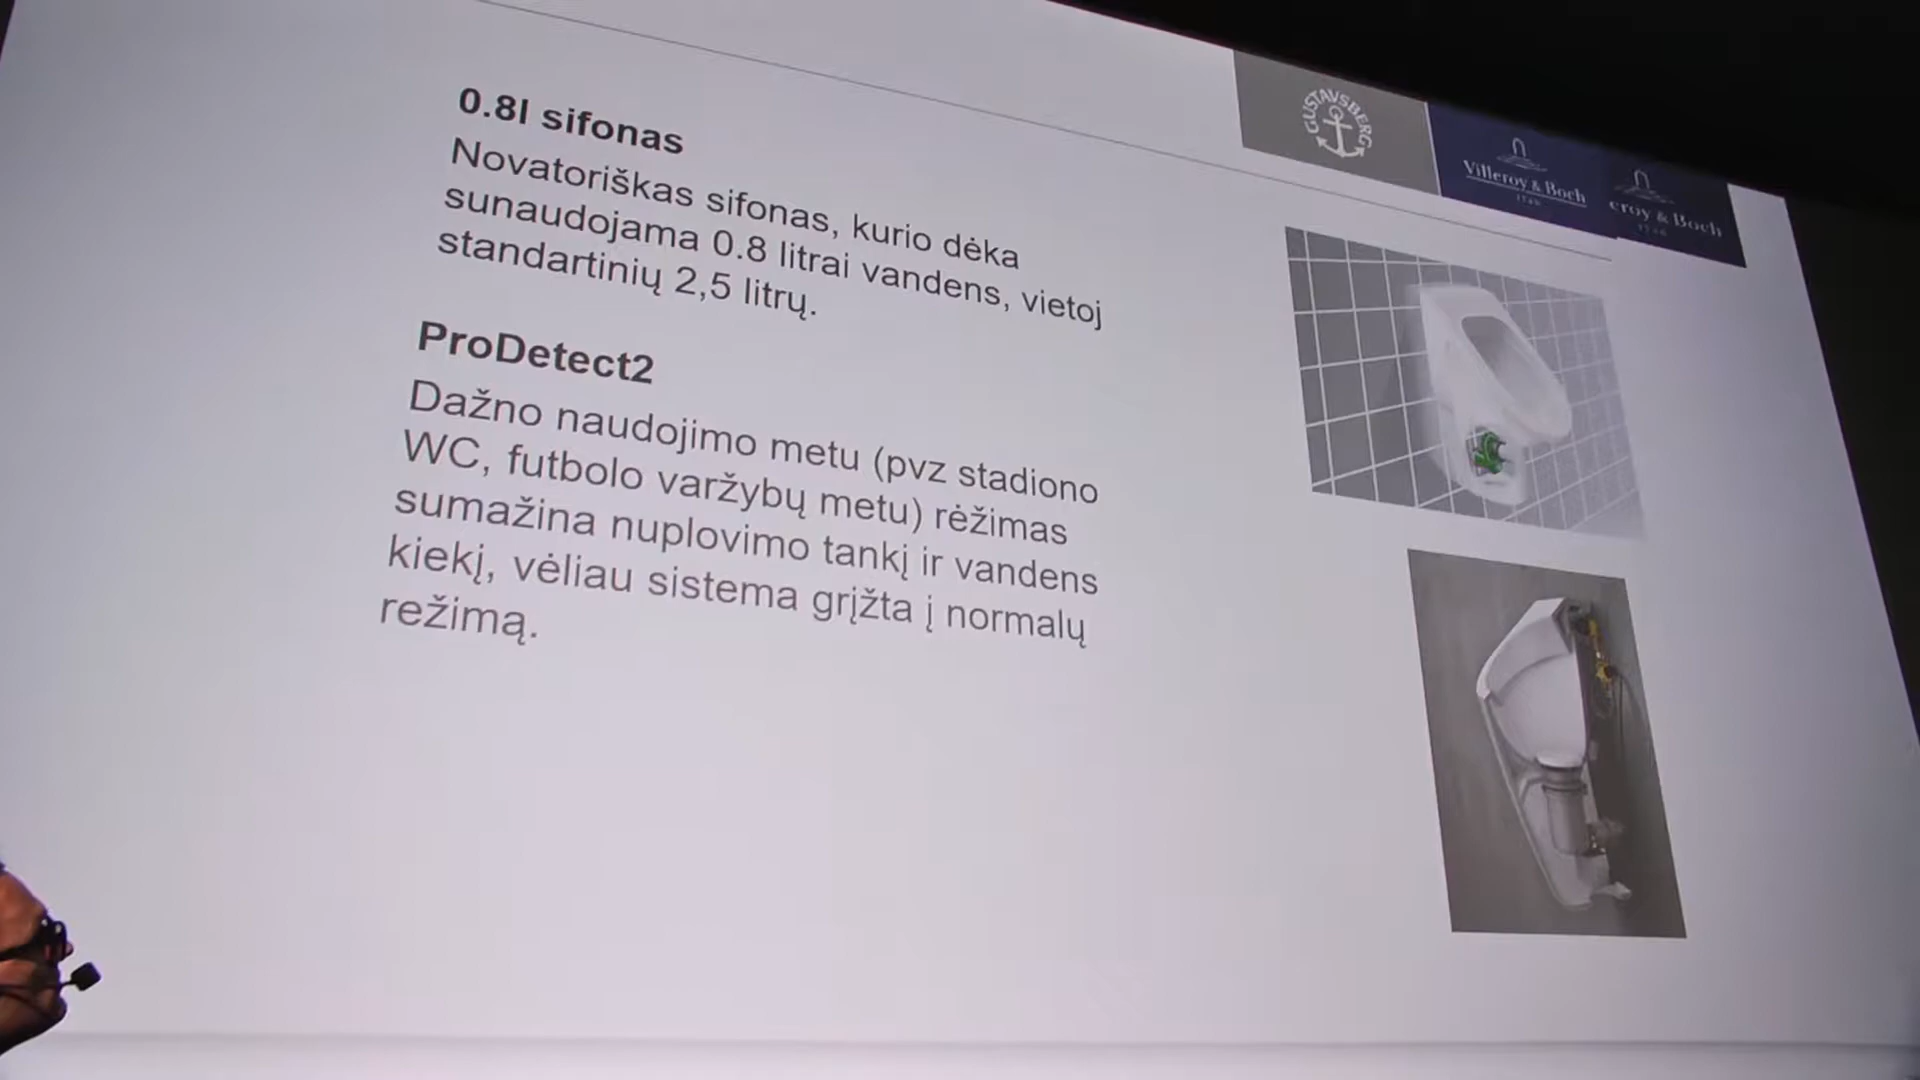 0.8l sifonas
Novatoriškas sifonas, kurio dėka
sunaudojama 0.8 litrai vandens, vietoj
standartinių 2,5 litrų.
ProDetect2
Dažno naudojimo metu (pvz stadiono
WC, futbolo varžybų metu) rėžimas
sumažina nuplovimo tankį ir vandens
kiekį, vėliau sistema grįžta į normalų
režimą.
GUSTAVSBERG
Villeroy & Boch
1748
eroy & Boch
1748